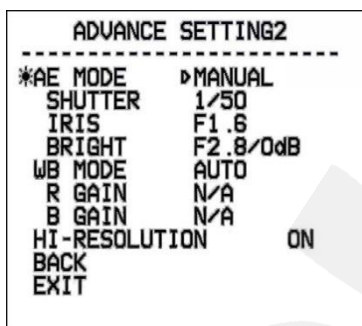 ADVANCE SETTING2
------------------------
☀AE MODE ▷MANUAL
SHUTTER 1/50
IRIS F1.6
BRIGHT F2.8/0dB
WB MODE AUTO
R GAIN N/A
B GAIN N/A
HI-RESOLUTION ON
BACK
EXIT